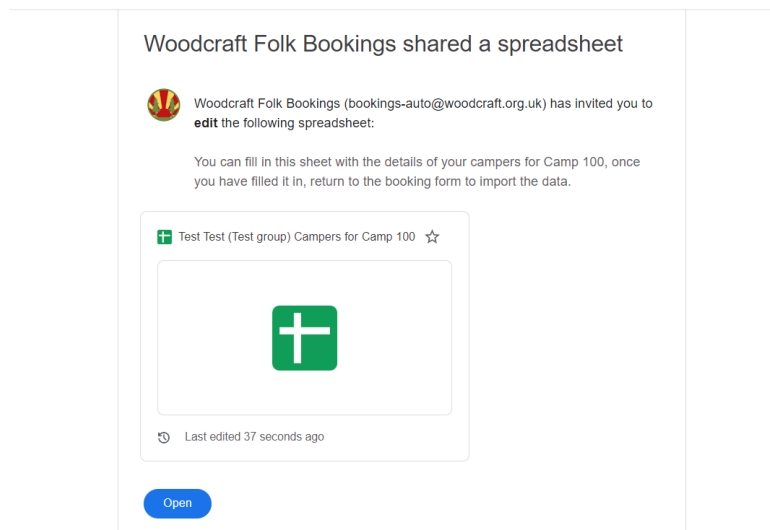 Woodcraft Folk Bookings shared a spreadsheet
Woodcraft Folk Bookings (bookings-auto@woodcraft.org.uk) has invited you to
edit the following spreadsheet:
You can fill in this sheet with the details of your campers for Camp 100, once
you have filled it in, return to the booking form to import the data.
Test Test (Test group) Campers for Camp 100
Last edited 37 seconds ago
Open